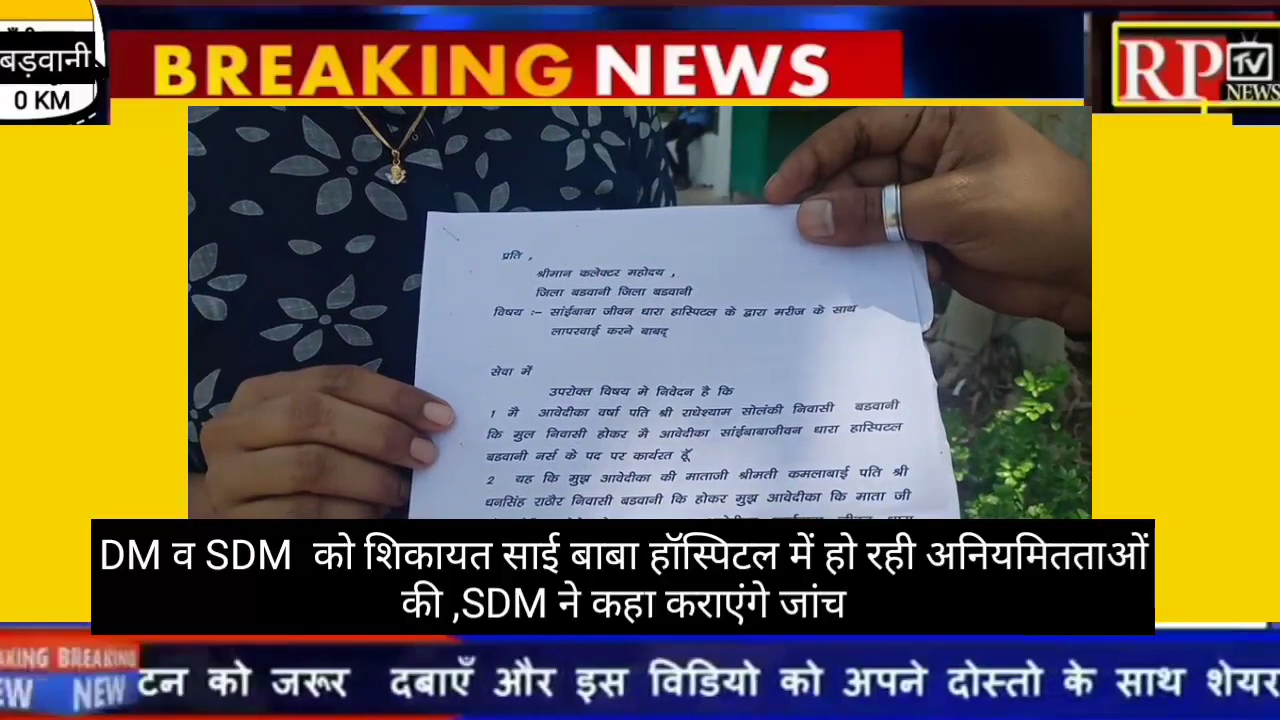 बड़वानी
0 KM
BREAKING NEWS
RP TV NEWS
प्रति ,
श्रीमान कलेक्टर महोदय ,
जिला बडवानी जिला बडवानी
विषय :– सांईबाबा जीवन धारा हास्पिटल के द्वारा मरीज के साथ
लापरवाई करने बाबद्
सेवा में
उपरोक्त विषय मे निवेदन है कि
1 मै आवेदीका वर्षा पति श्री राधेश्याम सोलंकी निवासी बडवानी
कि मुल निवासी होकर मै आवेदीका सांईबाबाजीवन धारा हास्पिटल
बडवानी नर्स के पद पर कार्यरत हूँ
2 यह कि मुझ आवेदीका की माताजी श्रीमती कमलाबाई पति श्री
धनसिंह राठौर निवासी बडवानी कि होकर मुझ आवेदीका कि माता जी
DM व SDM को शिकायत साई बाबा हॉस्पिटल में हो रही अनियमितताओं
की ,SDM ने कहा कराएंगे जांच
BREAKING
NEW NEW
टन को जरूर दबाएँ और इस विडियो को अपने दोस्तो के साथ शेयर